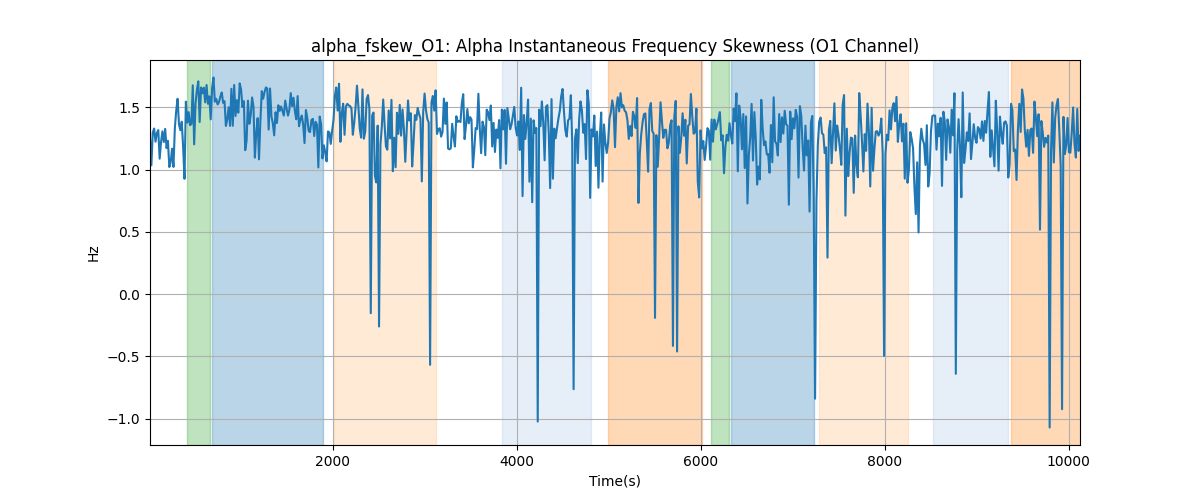 alpha_fskew_O1: Alpha Instantaneous Frequency Skewness (O1 Channel)
1.5
1.0
0.5
0.0
−0.5
−1.0
Hz
2000 4000 6000 8000 10000
Time(s)